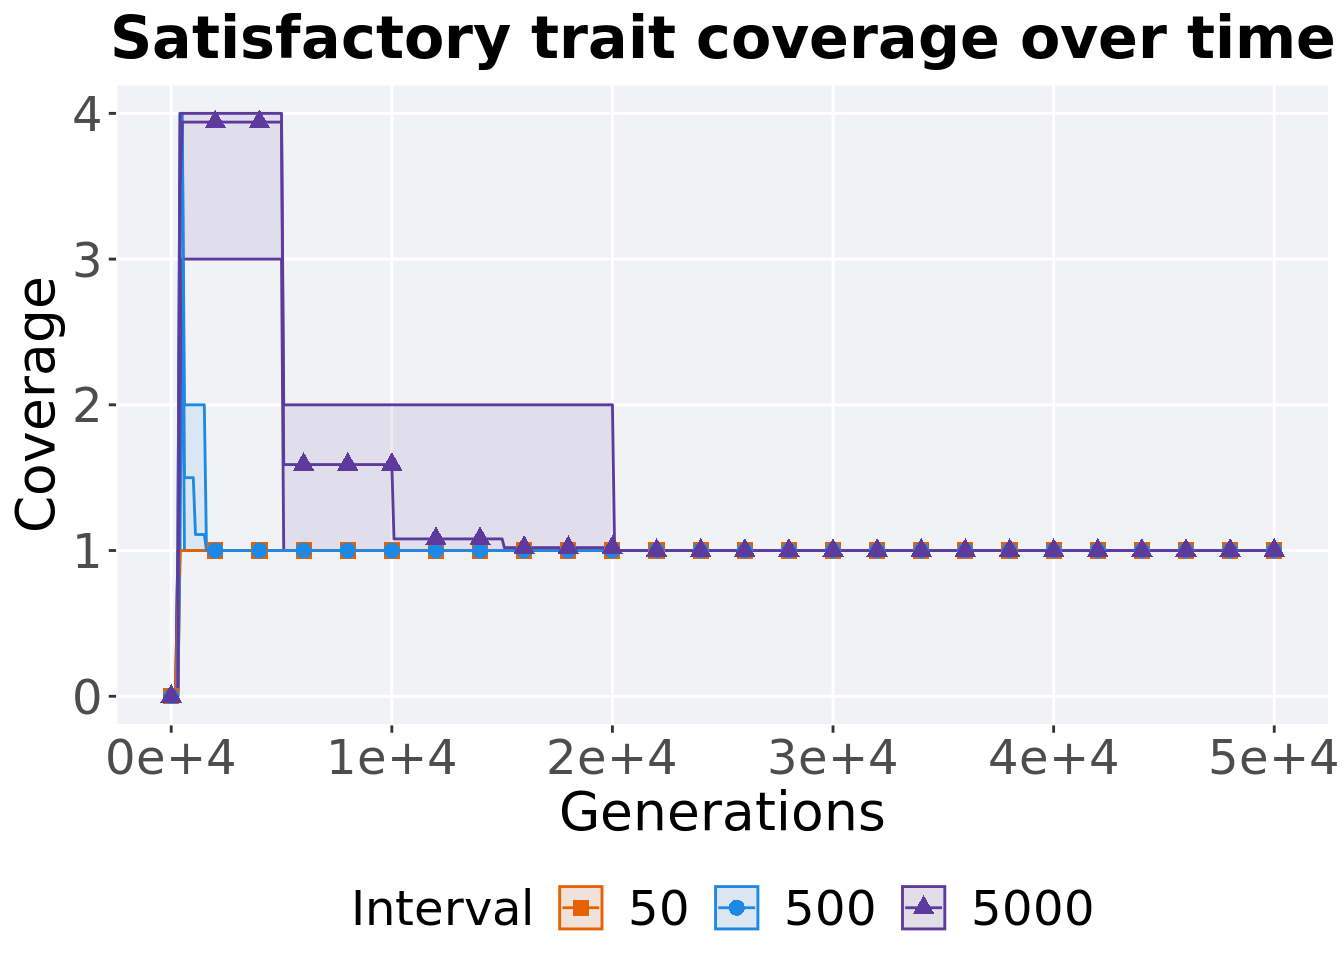 Satisfactory trait coverage over time
Coverage
4
3
2
1
0
0e+4 1e+4 2e+4 3e+4 4e+4 5e+4
Generations
Interval 50 500 5000